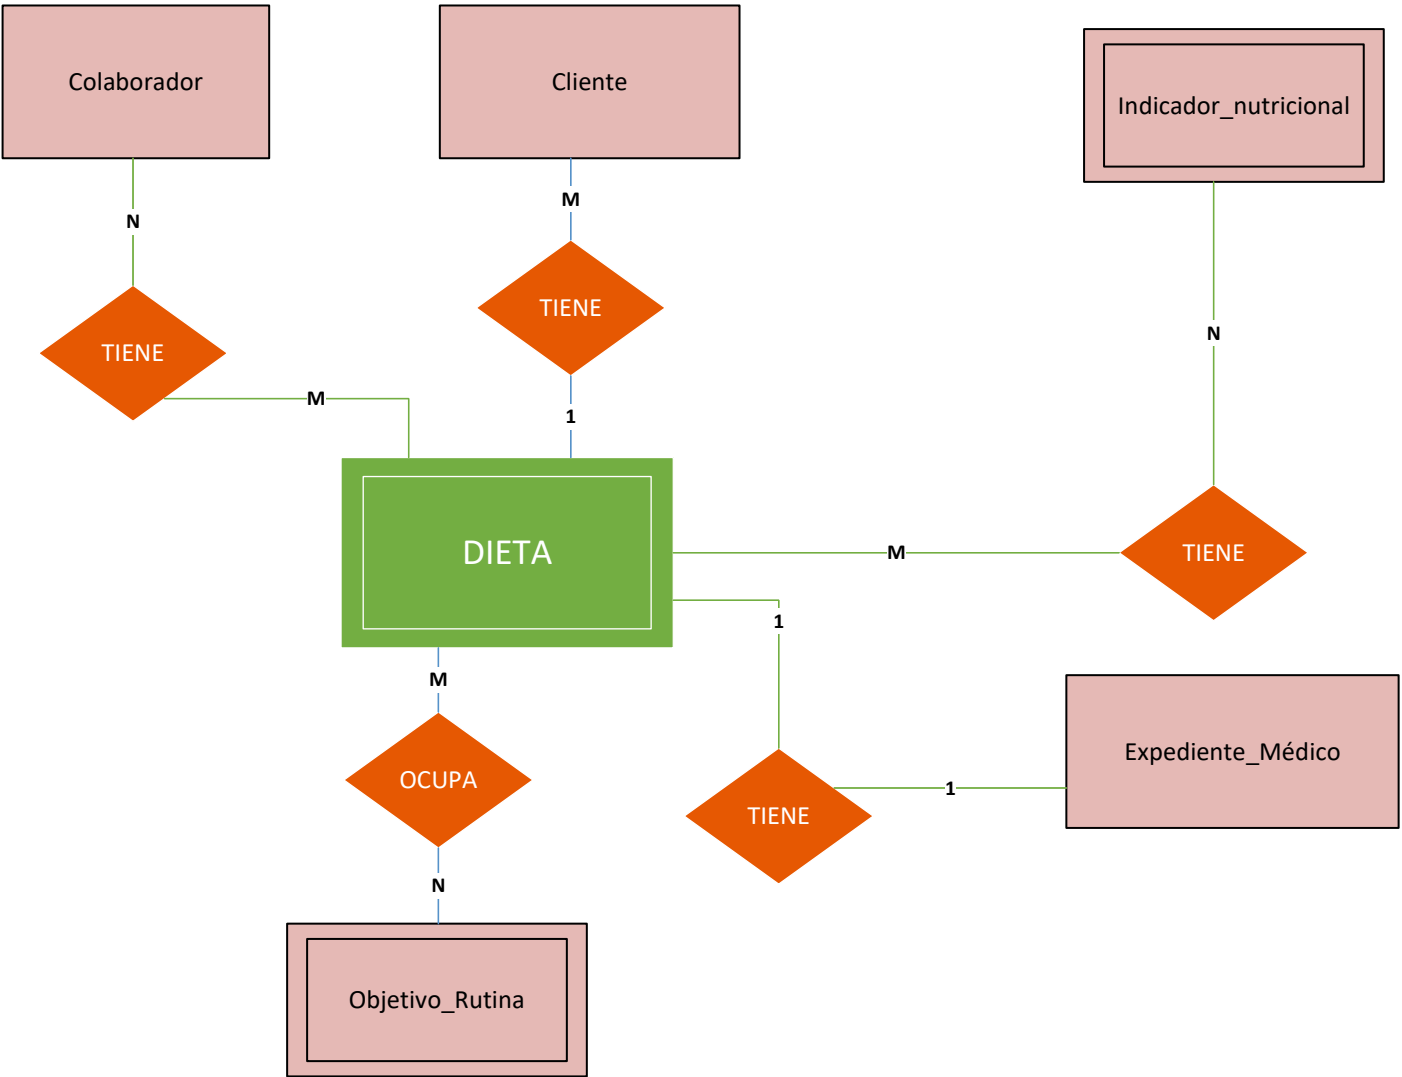 Colaborador
Cliente
Indicador_nutricional
N
M
TIENE
TIENE
N
M
1
DIETA
M
TIENE
1
M
Expediente_Médico
OCUPA
TIENE
1
N
Objetivo_Rutina